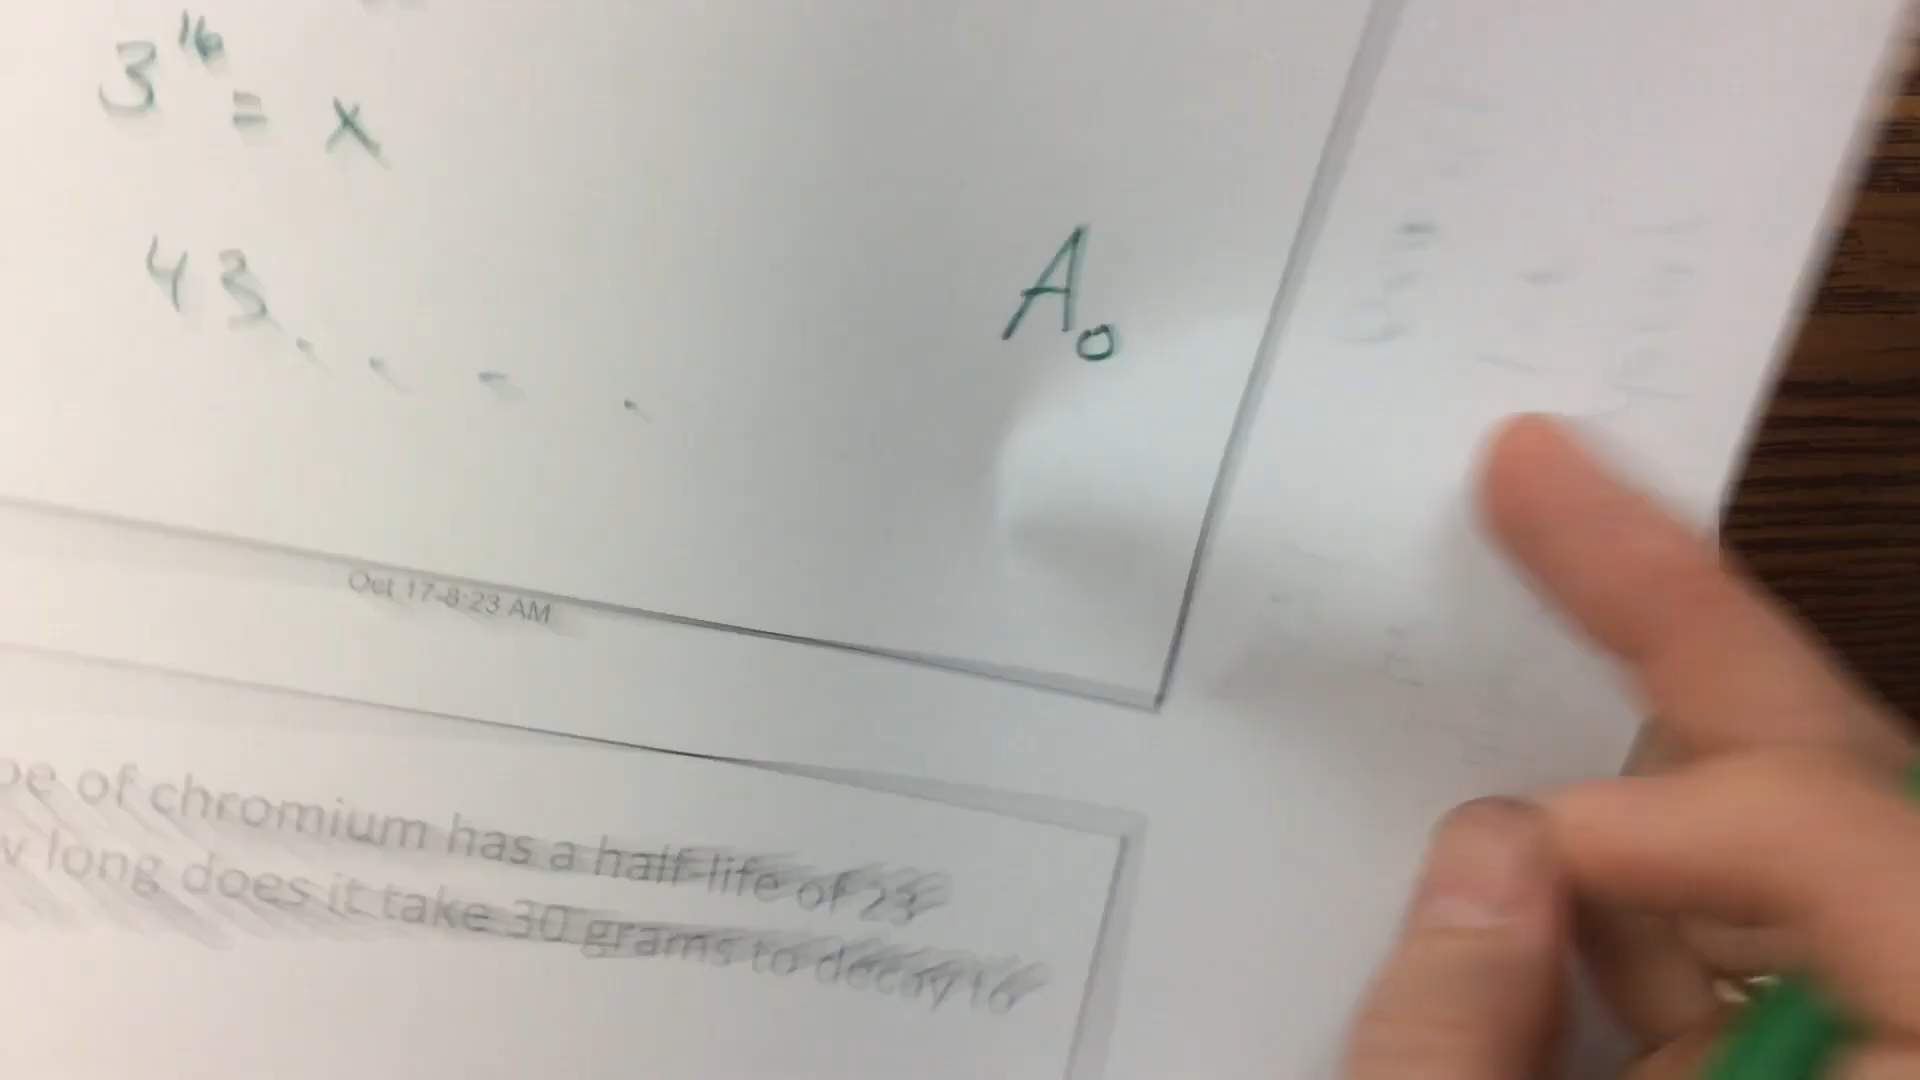 3^16 = x
43....
A₀
Oct 17-8:23 AM
of chromium has a half-life of 23
long does it take 30 grams to decay to